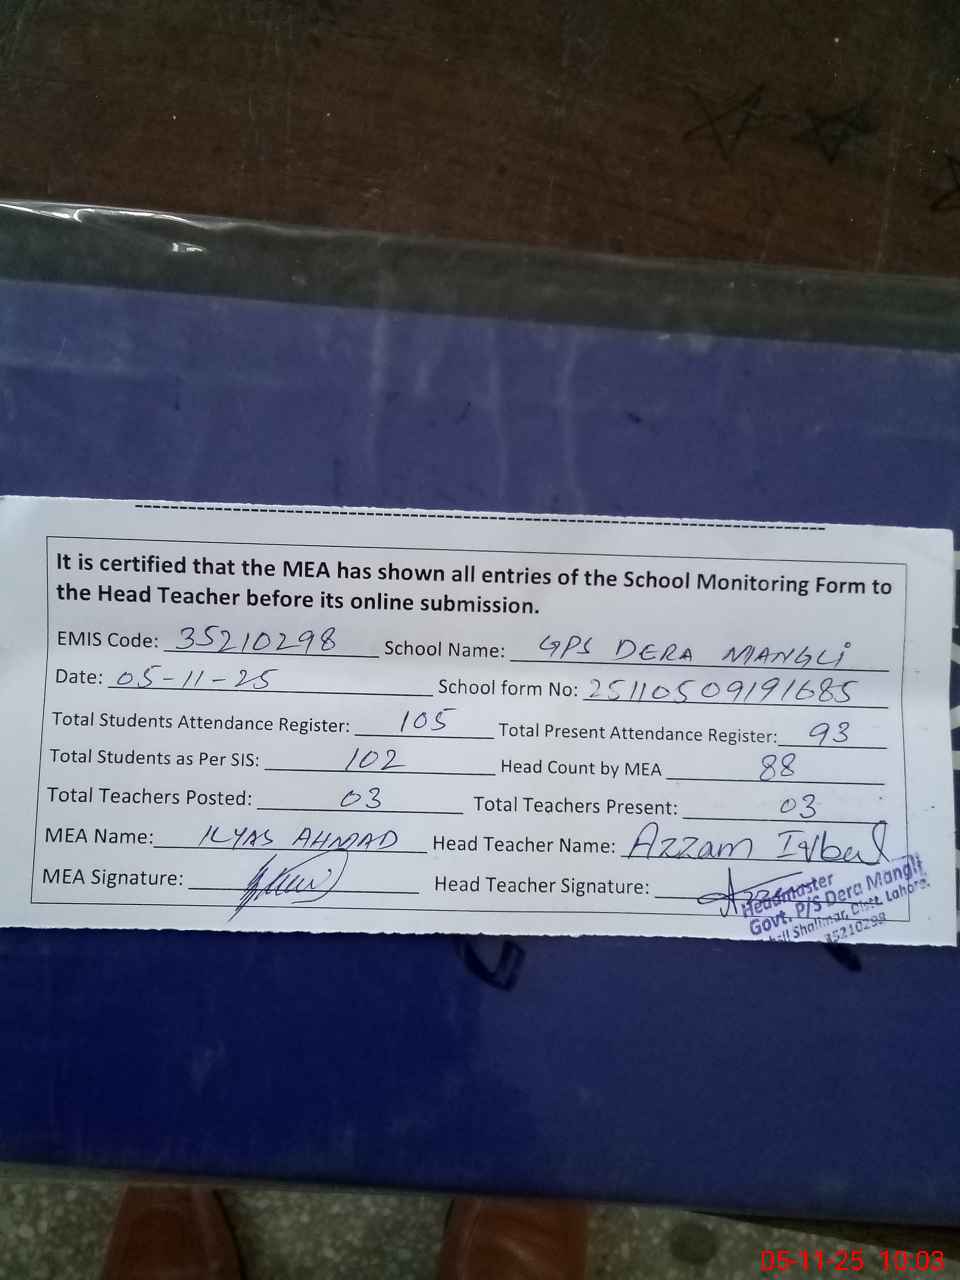 It is certified that the MEA has shown all entries of the School Monitoring Form to
the Head Teacher before its online submission.
EMIS Code: 35210298 School Name: GPS DERA MANGLI
Date: 05-11-25 School form No: 25110509191685
Total Students Attendance Register: 105 Total Present Attendance Register: 93
Total Students as Per SIS: 102 Head Count by MEA 88
Total Teachers Posted: 03 Total Teachers Present: 03
MEA Name: ILYAS AHMAD Head Teacher Name: Azzam Iqbal
MEA Signature: Head Teacher Signature:
Headmaster
Govt. P/S Dera Mangli
Shalimar, Distt. Lahore.
35210298
05-11-25 10:03